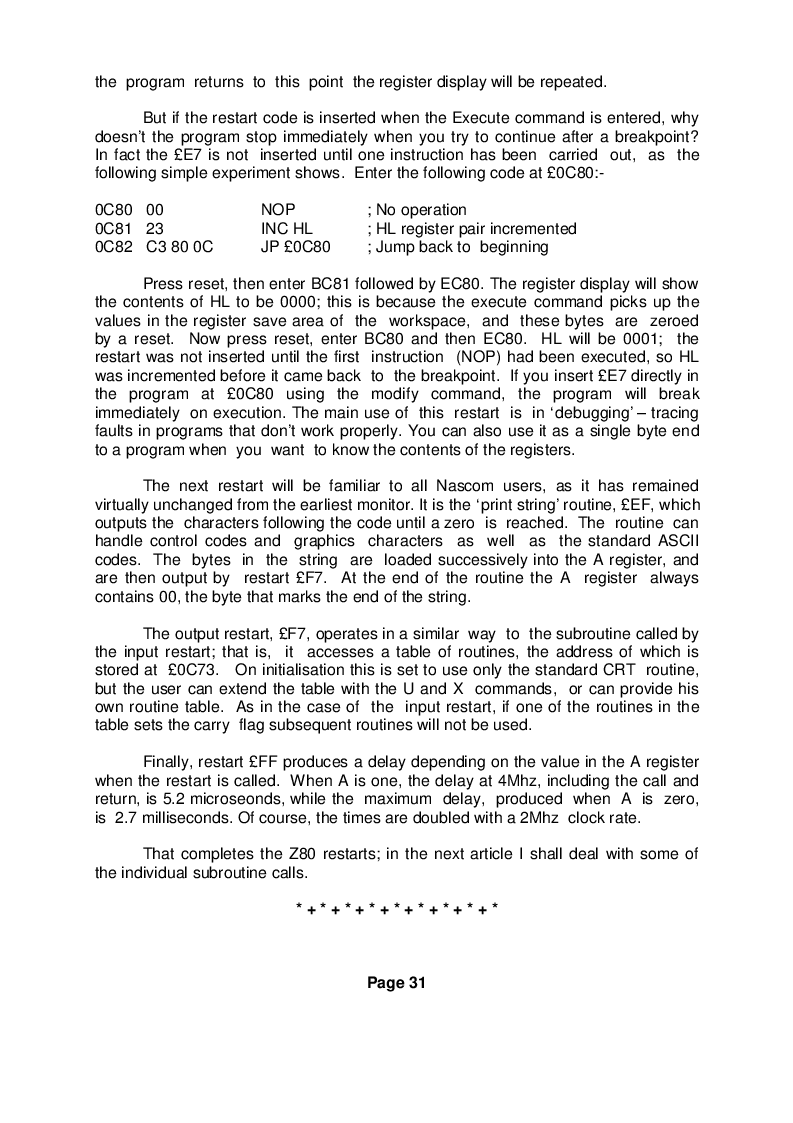 the program returns to this point the register display will be repeated.
But if the restart code is inserted when the Execute command is entered, why
doesn't the program stop immediately when you try to continue after a breakpoint?
In fact the £E7 is not inserted until one instruction has been carried out, as the
following simple experiment shows. Enter the following code at £0C80:-
0C80 00 NOP ; No operation
0C81 23 INC HL ; HL register pair incremented
0C82 C3 80 0C JP £0C80 ; Jump back to beginning
Press reset, then enter BC81 followed by EC80. The register display will show
the contents of HL to be 0000; this is because the execute command picks up the
values in the register save area of the workspace, and these bytes are zeroed
by a reset. Now press reset, enter BC80 and then EC80. HL will be 0001; the
restart was not inserted until the first instruction (NOP) had been executed, so HL
was incremented before it came back to the breakpoint. If you insert £E7 directly in
the program at £0C80 using the modify command, the program will break
immediately on execution. The main use of this restart is in ‘debugging’ – tracing
faults in programs that don't work properly. You can also use it as a single byte end
to a program when you want to know the contents of the registers.
The next restart will be familiar to all Nascom users, as it has remained
virtually unchanged from the earliest monitor. It is the ‘print string’ routine, £EF, which
outputs the characters following the code until a zero is reached. The routine can
handle control codes and graphics characters as well as the standard ASCII
codes. The bytes in the string are loaded successively into the A register, and
are then output by restart £F7. At the end of the routine the A register always
contains 00, the byte that marks the end of the string.
The output restart, £F7, operates in a similar way to the subroutine called by
the input restart; that is, it accesses a table of routines, the address of which is
stored at £0C73. On initialisation this is set to use only the standard CRT routine,
but the user can extend the table with the U and X commands, or can provide his
own routine table. As in the case of the input restart, if one of the routines in the
table sets the carry flag subsequent routines will not be used.
Finally, restart £FF produces a delay depending on the value in the A register
when the restart is called. When A is one, the delay at 4Mhz, including the call and
return, is 5.2 microseonds, while the maximum delay, produced when A is zero,
is 2.7 milliseconds. Of course, the times are doubled with a 2Mhz clock rate.
That completes the Z80 restarts; in the next article I shall deal with some of
the individual subroutine calls.
* + * + * + * + * + * + * + * + *
Page 31